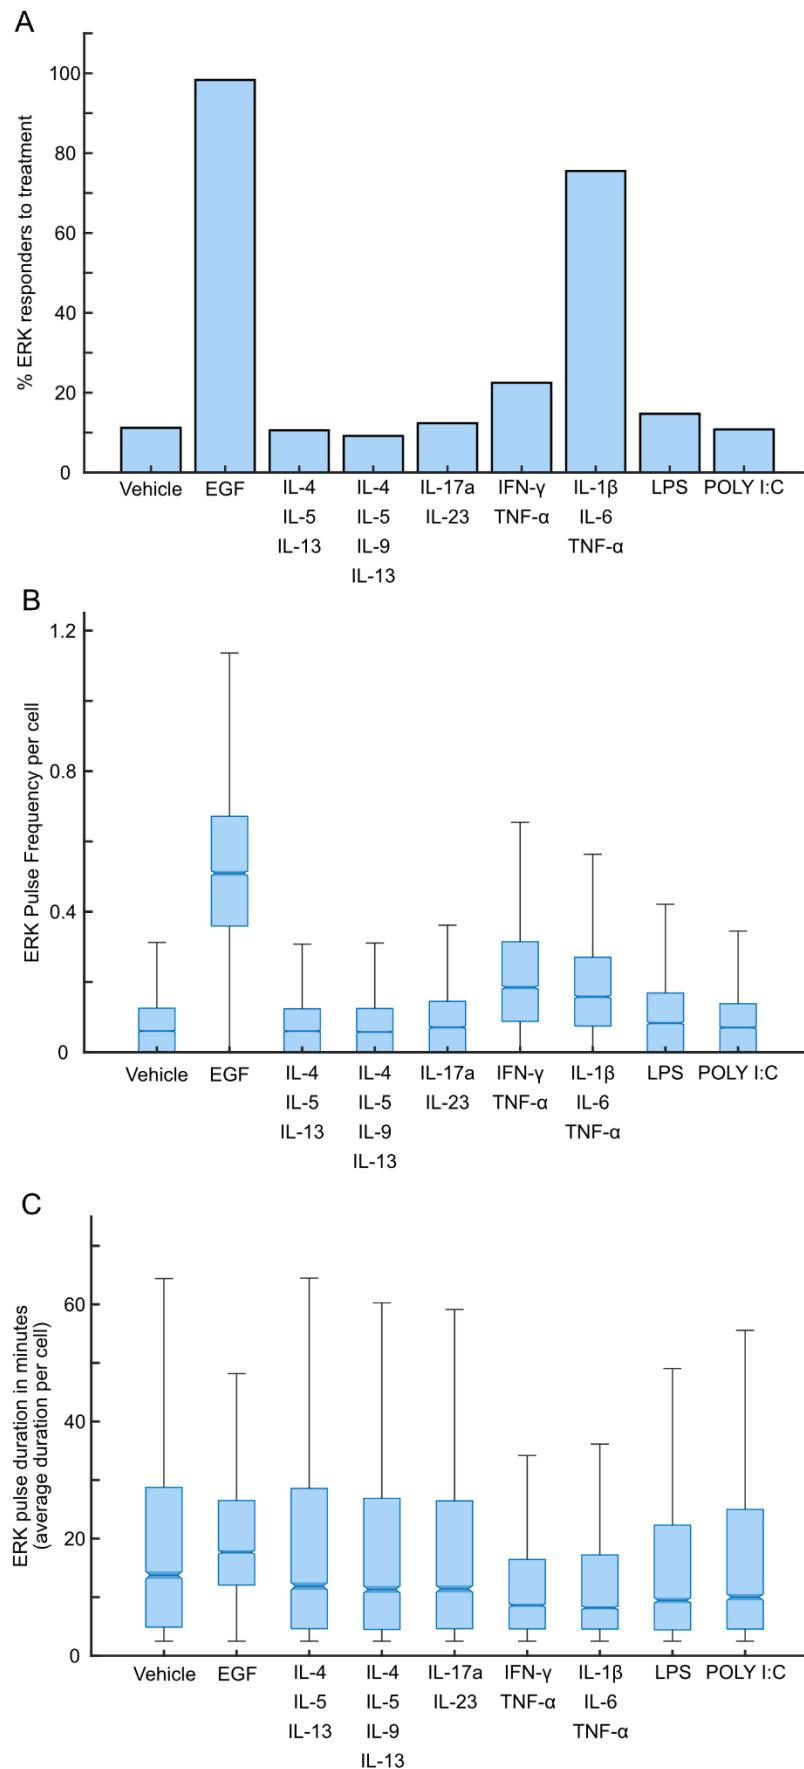 A
% ERK responders to treatment
100
80
60
40
20
0
Vehicle EGF IL-4 IL-4 IL-17a IFN-γ IL-1β LPS POLY I:C
IL-5 IL-5 IL-23 TNF-α IL-6
IL-13 IL-9 TNF-α
IL-13
B
ERK Pulse Frequency per cell
1.2
0.8
0.4
0
Vehicle EGF IL-4 IL-4 IL-17a IFN-γ IL-1β LPS POLY I:C
IL-5 IL-5 IL-23 TNF-α IL-6
IL-13 IL-9 TNF-α
IL-13
C
ERK pulse duration in minutes
(average duration per cell)
60
40
20
0
Vehicle EGF IL-4 IL-4 IL-17a IFN-γ IL-1β LPS POLY I:C
IL-5 IL-5 IL-23 TNF-α IL-6
IL-13 IL-9 TNF-α
IL-13